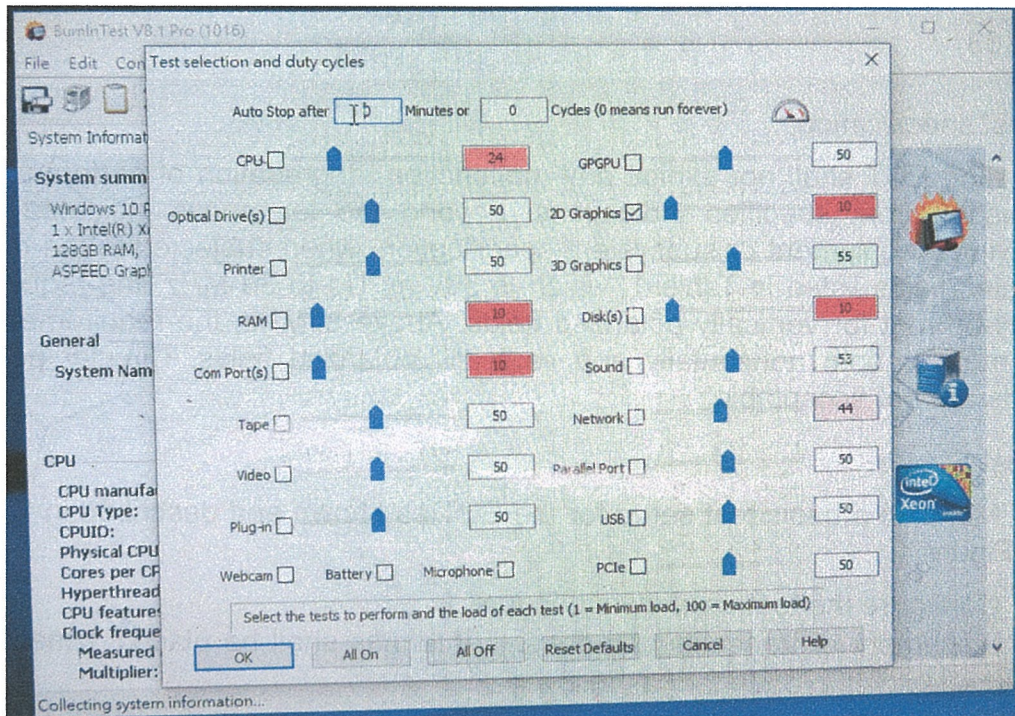 BurnInTest V8.1 Pro (1016)
File Edit Con
Test selection and duty cycles
Auto Stop after Minutes or 0 Cycles (0 means run forever)
System Informat
CPU 24 GPGPU 50
System summ
Windows 10 P
Optical Drive(s) 50 2D Graphics 10
1 x Intel(R) Xe
128GB RAM,
ASPEED Graph
Printer 50 3D Graphics 55
RAM 10 Disk(s) 10
General
System Nam
Com Port(s) 10 Sound 53
Tape 50 Network 44
CPU
Video 50 Parallel Port 50
intel
Xeon
CPU manufa
CPU Type:
CPUID:
Plug-in 50 USB 50
Physical CPU
Cores per CP
Webcam Battery Microphone PCIe 50
Hyperthread
CPU features
Select the tests to perform and the load of each test (1 = Minimum load, 100 = Maximum load)
Clock freque
Measured
Multiplier:
OK All On All Off Reset Defaults Cancel Help
Collecting system information...